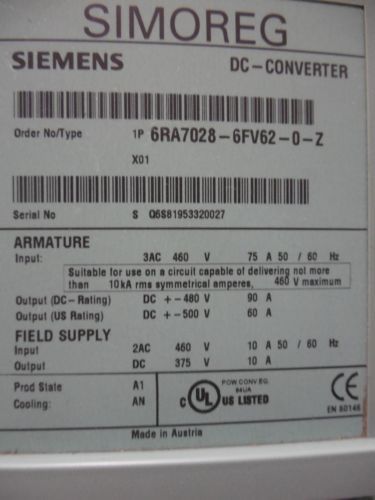 SIMOREG
SIEMENS DC-CONVERTER
Order No/Type 1P 6RA7028-6FV62-0-Z
X01
Serial No S Q6S81953320027
ARMATURE
Input: 3AC 460 V 75 A 50 / 60 Hz
Suitable for use on a circuit capable of delivering not more
than 10kA rms symmetrical amperes, 460 V maximum
Output (DC-Rating) DC +-480 V 90 A
Output (US Rating) DC +-500 V 60 A
FIELD SUPPLY
Input 2AC 460 V 10 A 50 / 60 Hz
Output DC 375 V 10 A
Prod State A1
Cooling: AN
C UL US LISTED
POW.CONV.EG.
84UA
CE
EN 50146
Made in Austria